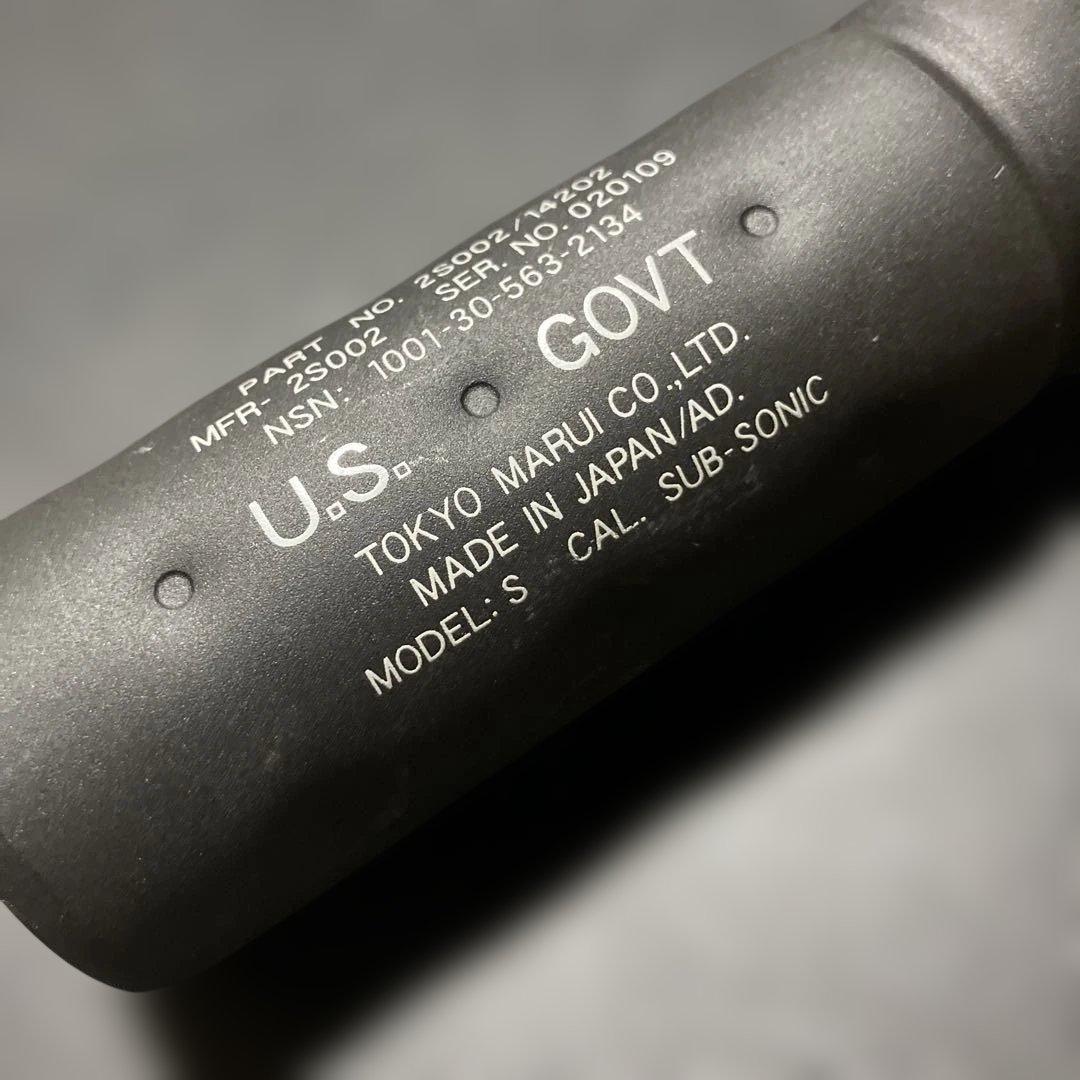 PART NO. 2S002/14202
MFR- 2S002 SER. NO. 020109
NSN: 1001-30-563-2134
U.S. GOVT
TOKYO MARUI CO.,LTD.
MADE IN JAPAN/AD.
MODEL: S CAL. SUB-SONIC